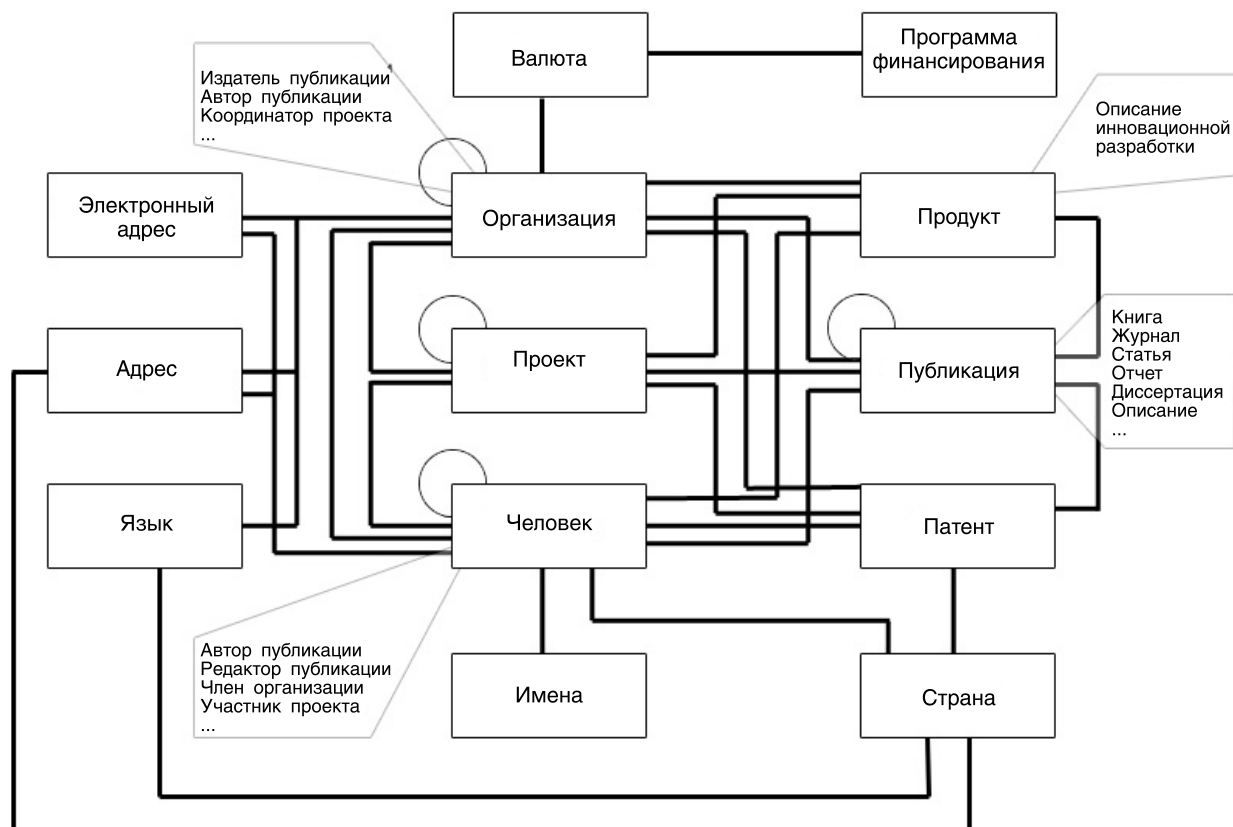 Валюта
Программа
финансирования
Издатель публикации
Автор публикации
Координатор проекта
...
Описание
инновационной
разработки
Электронный
адрес
Организация
Продукт
Адрес
Проект
Публикация
Книга
Журнал
Статья
Отчет
Диссертация
Описание
...
Язык
Человек
Патент
Автор публикации
Редактор публикации
Член организации
Участник проекта
...
Имена
Страна